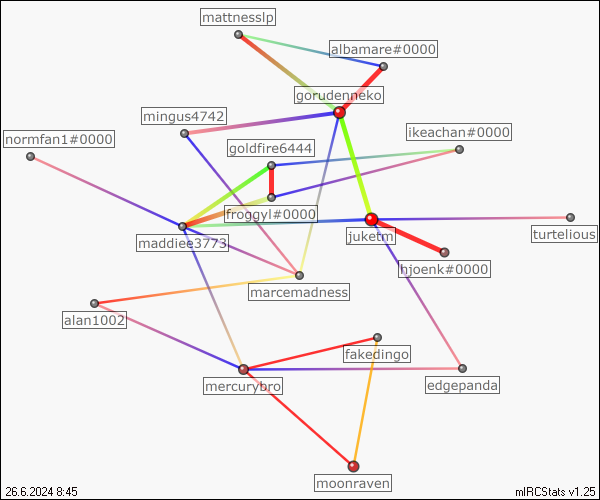 mattnesslp
albamare#0000
gorudenneko
mingus4742
ikeachan#0000
normfan1#0000
goldfire6444
froggyl#0000
turtelious
juketm
maddiee3773
hjoenk#0000
marcemadness
alan1002
fakedingo
mercurybro
edgepanda
moonraven
26.6.2024 8:45
mIRCStats v1.25